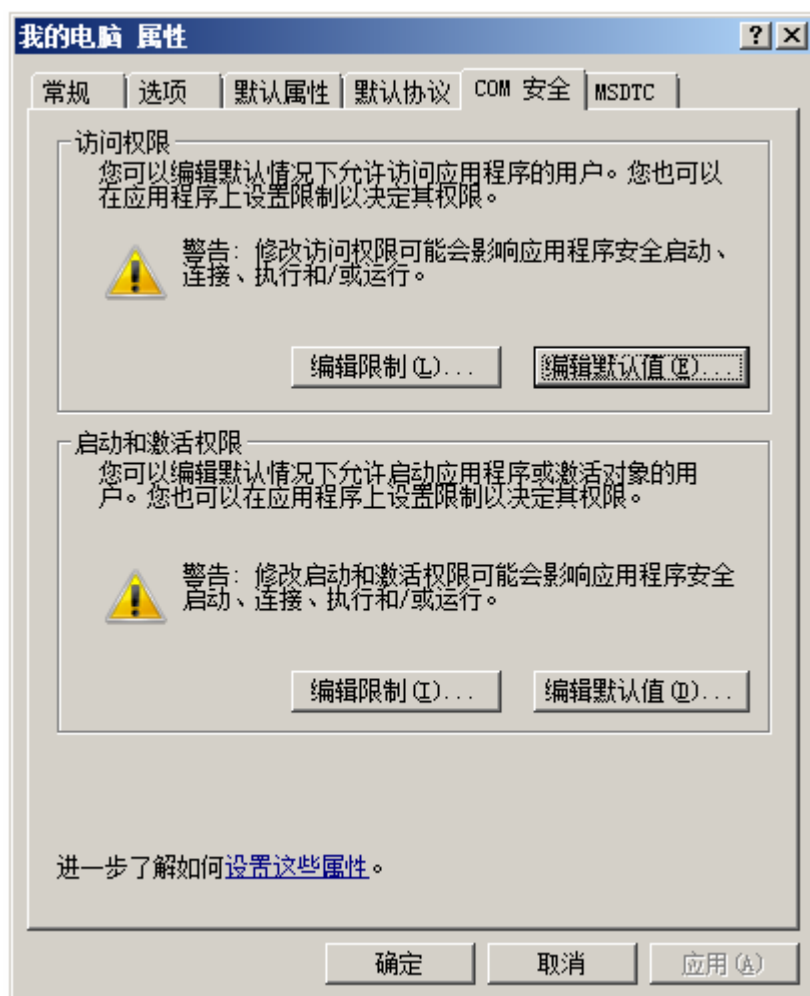 我的电脑 属性
常规 选项 默认属性 默认协议 COM 安全 MSDTC
访问权限
您可以编辑默认情况下允许访问应用程序的用户。您也可以
在应用程序上设置限制以决定其权限。
警告: 修改访问权限可能会影响应用程序安全启动、
连接、执行和/或运行。
编辑限制(L)... 编辑默认值(E)...
启动和激活权限
您可以编辑默认情况下允许启动应用程序或激活对象的用
户。您也可以在应用程序上设置限制以决定其权限。
警告: 修改启动和激活权限可能会影响应用程序安全
启动、连接、执行和/或运行。
编辑限制(I)... 编辑默认值(D)...
进一步了解如何设置这些属性。
确定 取消 应用(A)